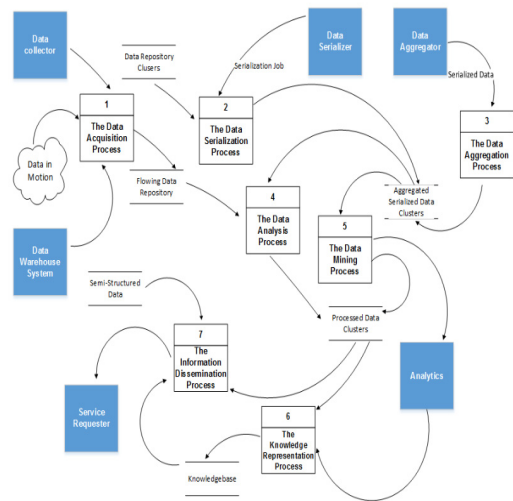 Data
collector
Data Repository
Clusers
Serialization Job
Data
Serializer
Data
Aggregator
Serialized Data
1
The Data
Acquisition
Process
2
The Data
Serialization
Process
3
The Data
Aggregation
Process
Data in
Motion
Flowing Data
Repository
4
The Data
Analysis
Process
Aggregated
Serialized Data
Clusters
5
The Data
Mining
Process
Data
Warehouse
System
Semi-Structured
Data
Processed Data
Clusters
7
The
Information
Dissemination
Process
Analytics
Service
Requester
6
The
Knowledge
Representation
Process
Knowledgebase